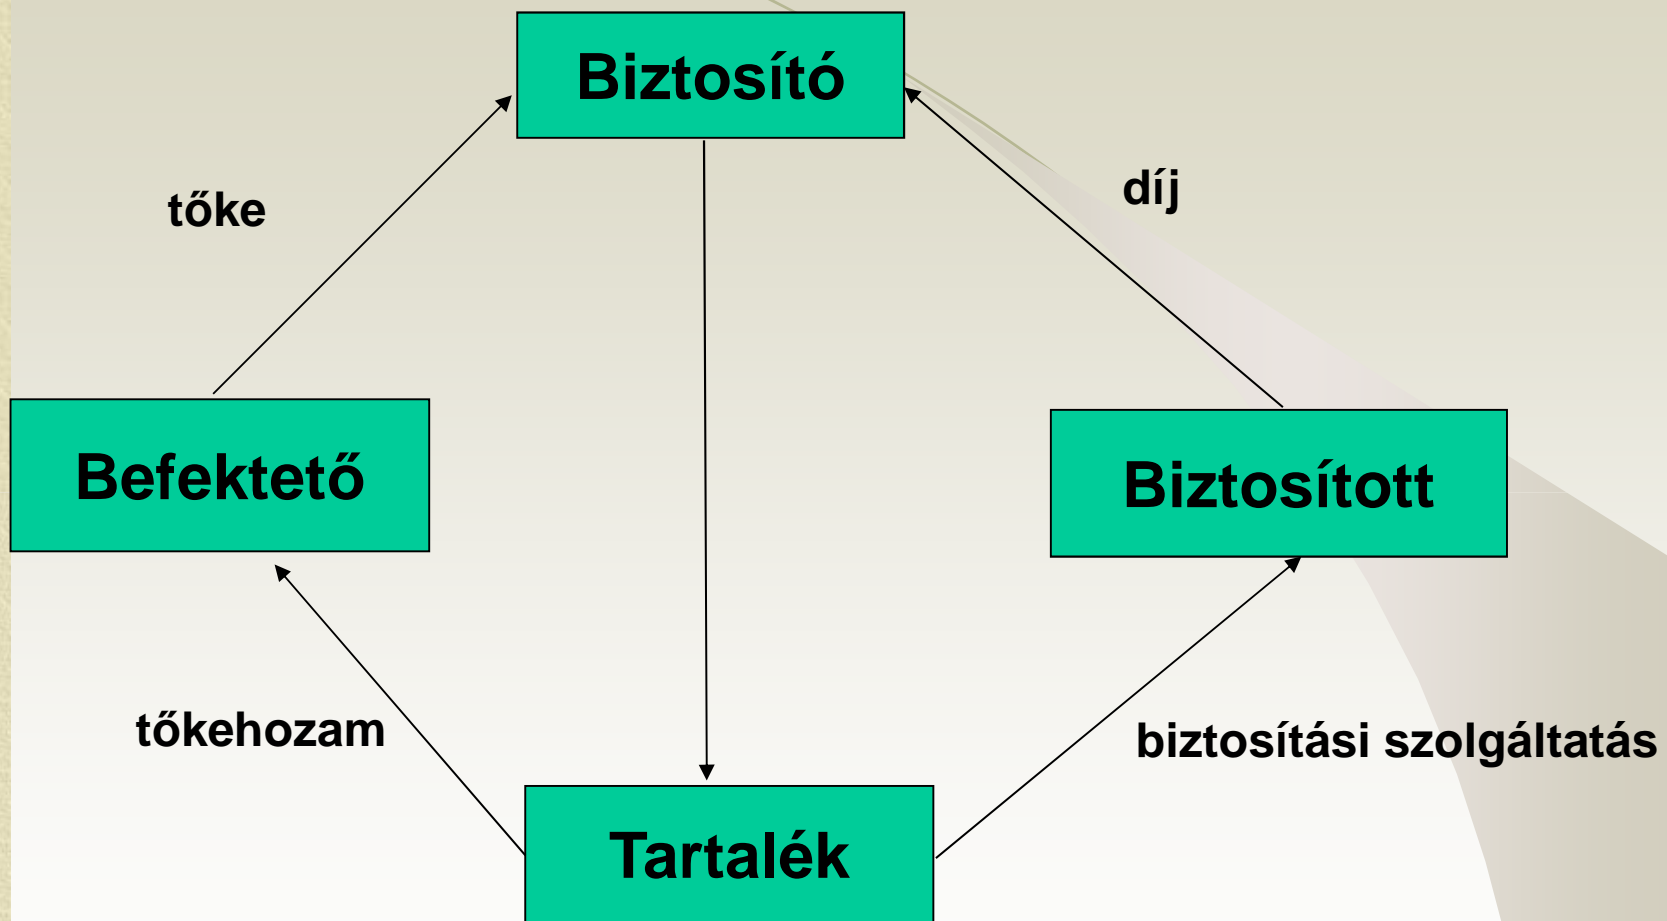 Biztosító
tőke
díj
Befektető
Biztosított
tőkehozam
biztosítási szolgáltatás
Tartalék